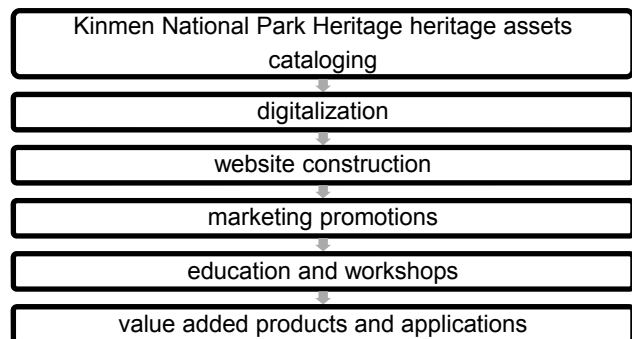 Kinmen National Park Heritage heritage assets
cataloging
digitalization
website construction
marketing promotions
education and workshops
value added products and applications